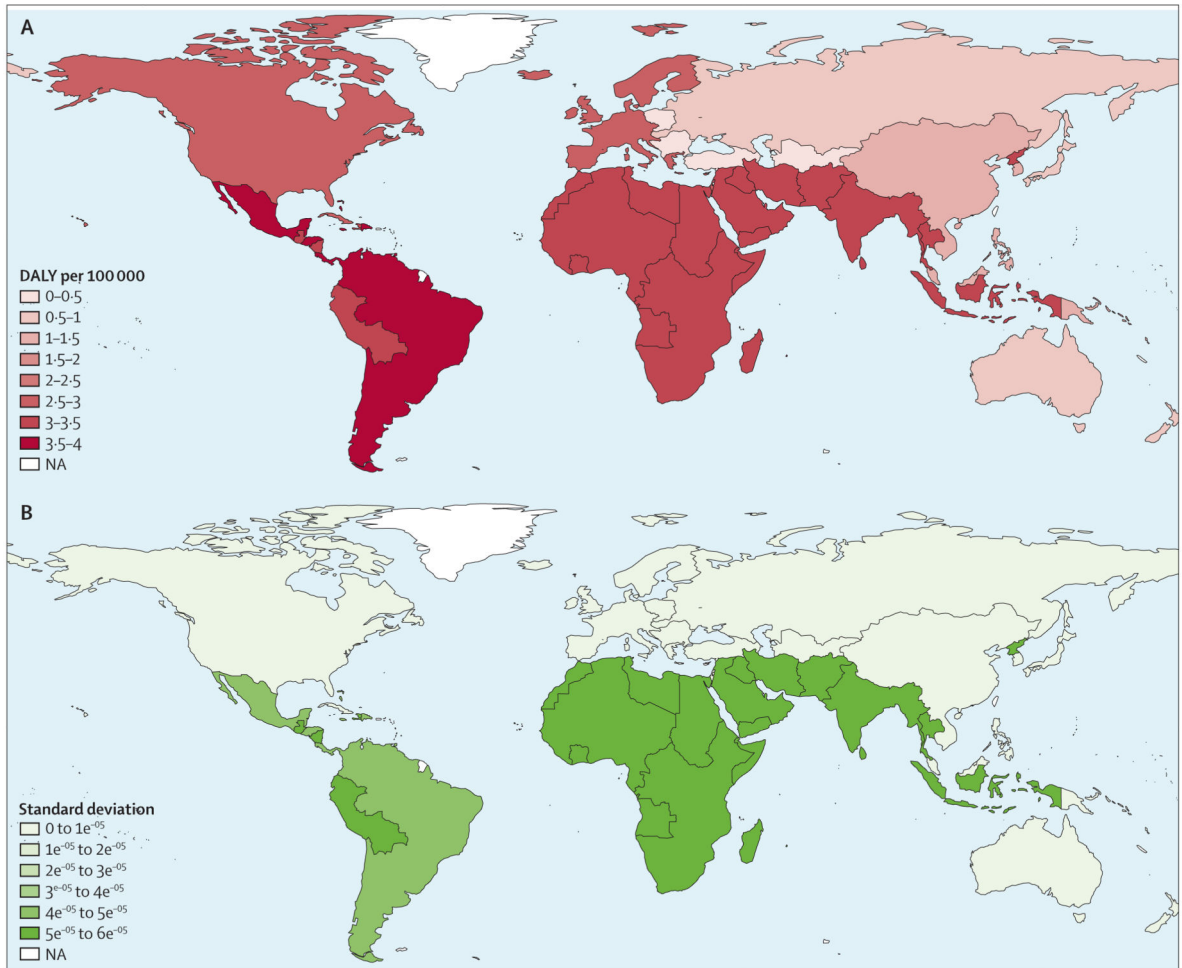 A
DALY per 100 000
0–0·5
0·5–1
1–1·5
1·5–2
2–2·5
2·5–3
3–3·5
3·5–4
NA
B
Standard deviation
0 to 1e⁻⁰⁵
1e⁻⁰⁵ to 2e⁻⁰⁵
2e⁻⁰⁵ to 3e⁻⁰⁵
3ᵉ⁻⁰⁵ to 4e⁻⁰⁵
4e⁻⁰⁵ to 5e⁻⁰⁵
5e⁻⁰⁵ to 6e⁻⁰⁵
NA